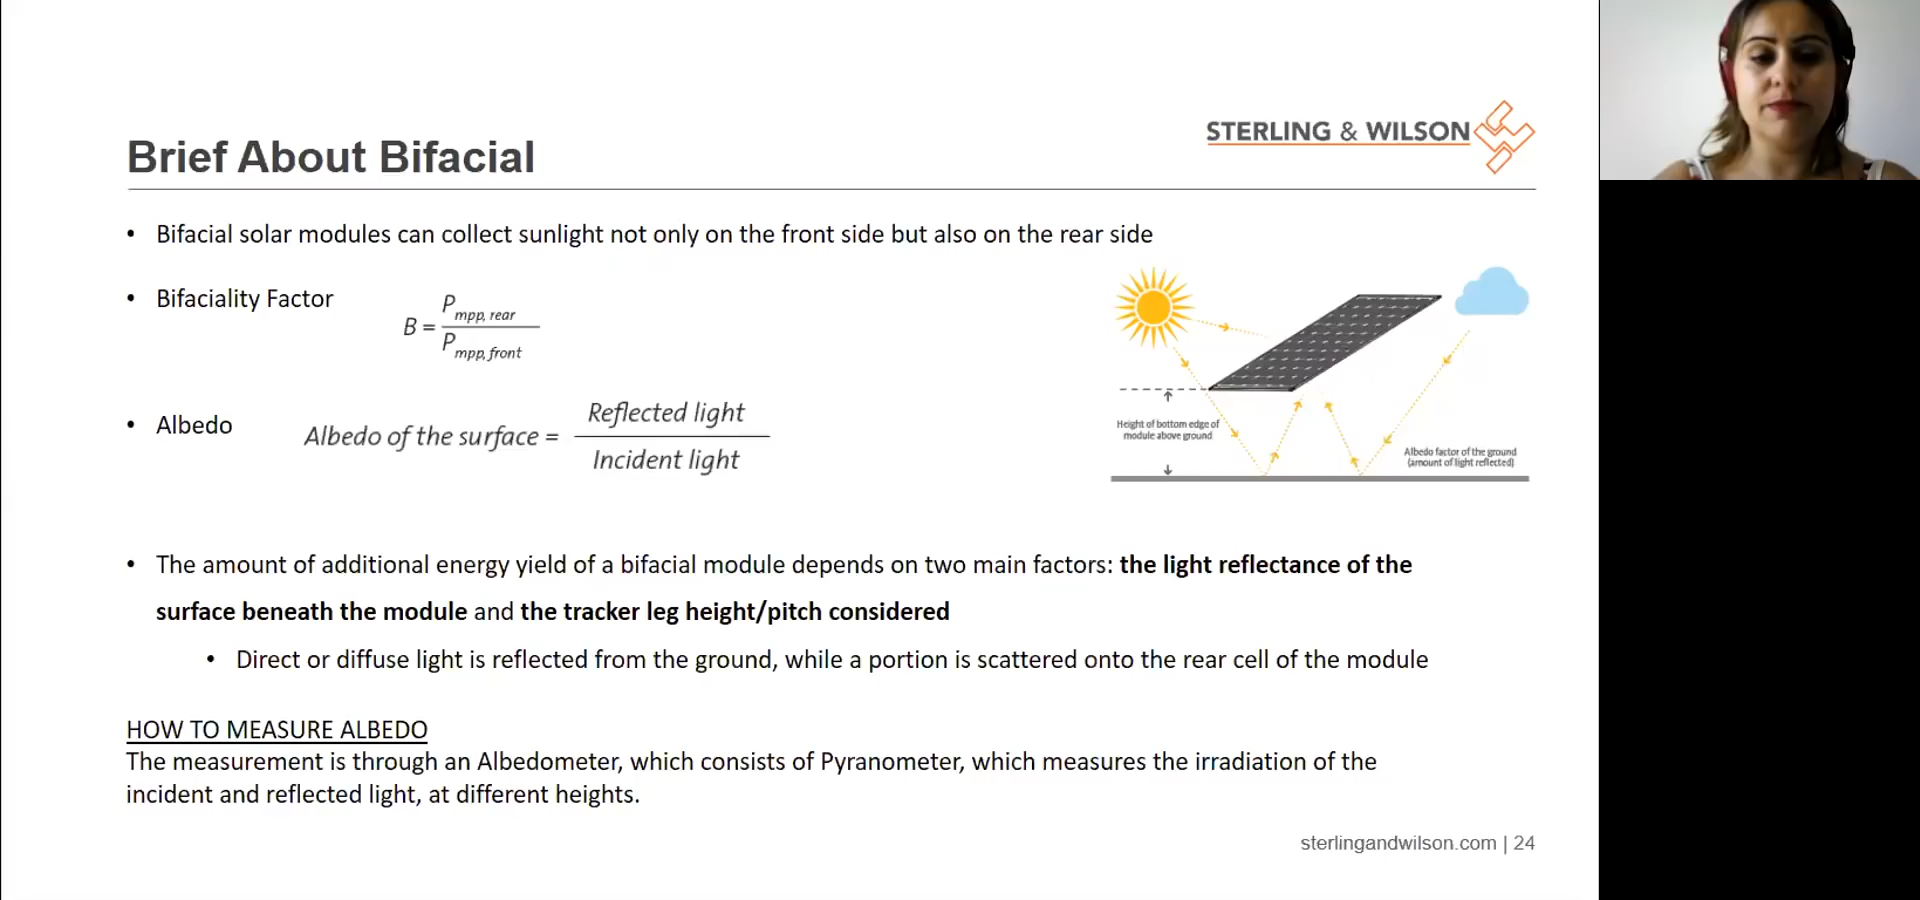 STERLING & WILSON
Brief About Bifacial
• Bifacial solar modules can collect sunlight not only on the front side but also on the rear side
• Bifaciality Factor
B = P mpp, rear / P mpp, front
• Albedo
Albedo of the surface = Reflected light / Incident light
Height of bottom edge of
module above ground
Albedo factor of the ground
(amount of light reflected)
• The amount of additional energy yield of a bifacial module depends on two main factors: the light reflectance of the
surface beneath the module and the tracker leg height/pitch considered
• Direct or diffuse light is reflected from the ground, while a portion is scattered onto the rear cell of the module
HOW TO MEASURE ALBEDO
The measurement is through an Albedometer, which consists of Pyranometer, which measures the irradiation of the
incident and reflected light, at different heights.
sterlingandwilson.com | 24